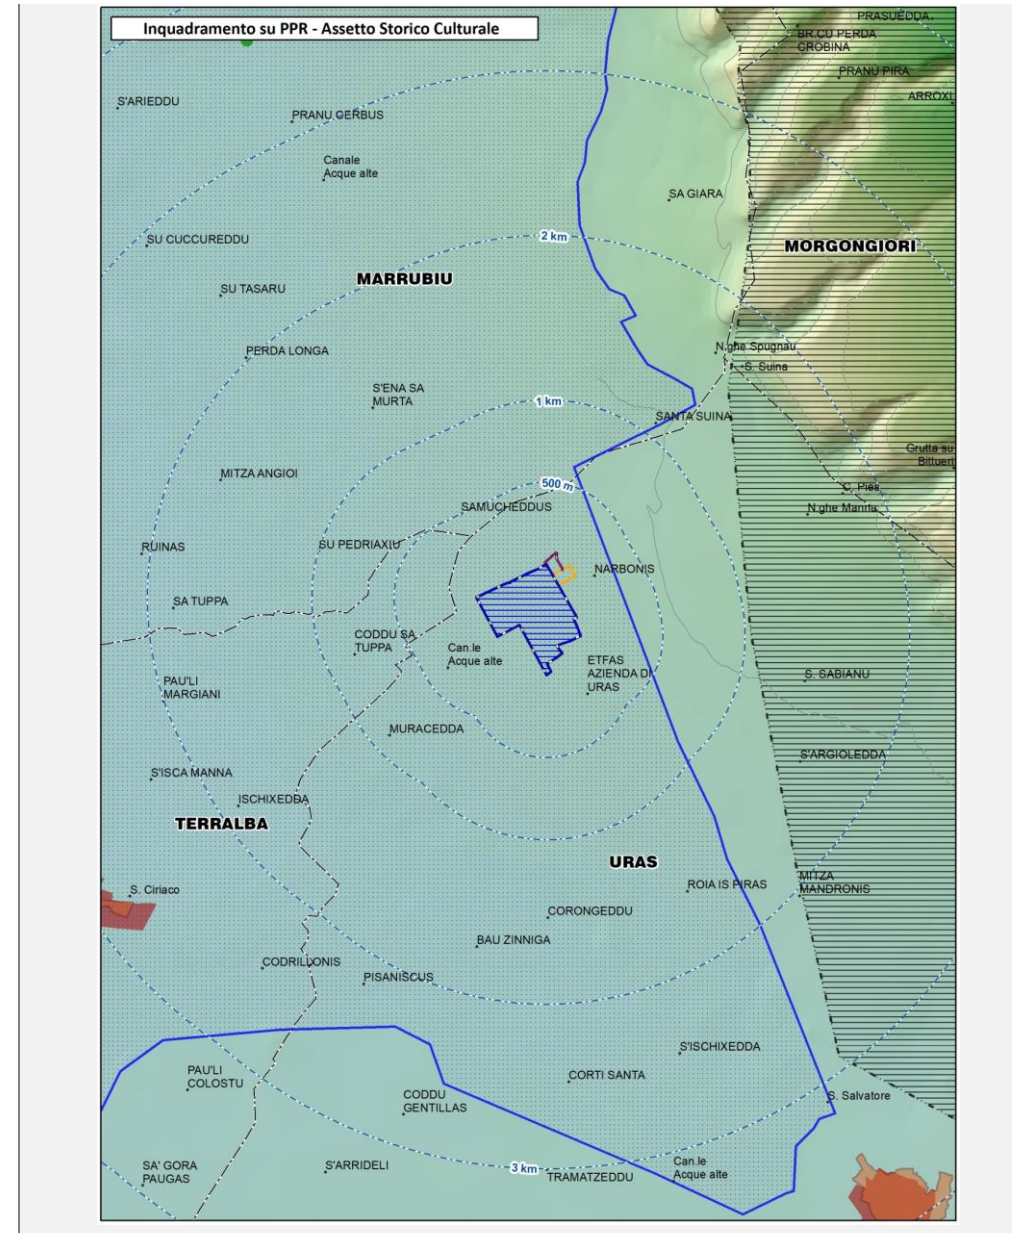 Inquadramento su PPR - Assetto Storico Culturale
PRASUEDDA
BR.CU PERDA
CROBINA
PRANU PIRA
ARROXI
S'ARIEDDU
PRANU CERBUS
Canale
Acque alte
SA GIARA
SU CUCCUREDDU
2 km
MORGONGIORI
MARRUBIU
SU TASARU
PERDA LONGA
N.ghe Spugnau
S. Suina
S'ENA SA
MURTA
1 km
SANTA SUINA
Grutta su
Bittuert
MITZA ANGIOI
500 m
C. Pies
SAMUCHEDDUS
N.ghe Manna
RUINAS
SU PEDRIAXIU
NARBONIS
SA TUPPA
CODDU SA
TUPPA
Can.le
Acque alte
ETFAS
AZIENDA DI
URAS
S. SABIANU
PAU'LI
MARGIANI
MURACEDDA
S'ARGIOLEDDA
S'ISCA MANNA
ISCHIXEDDA
TERRALBA
URAS
MITZA
MANDRONIS
S. Ciriaco
ROIA IS PIRAS
CORONGEDDU
BAU ZINNIGA
CODRILLONIS
PISANISCUS
S'ISCHIXEDDA
PAU'LI
COLOSTU
CORTI SANTA
CODDU
GENTILLAS
S. Salvatore
SA' GORA
PAUGAS
S'ARRIDELI
3 km
TRAMATZEDDU
Can.le
Acque alte